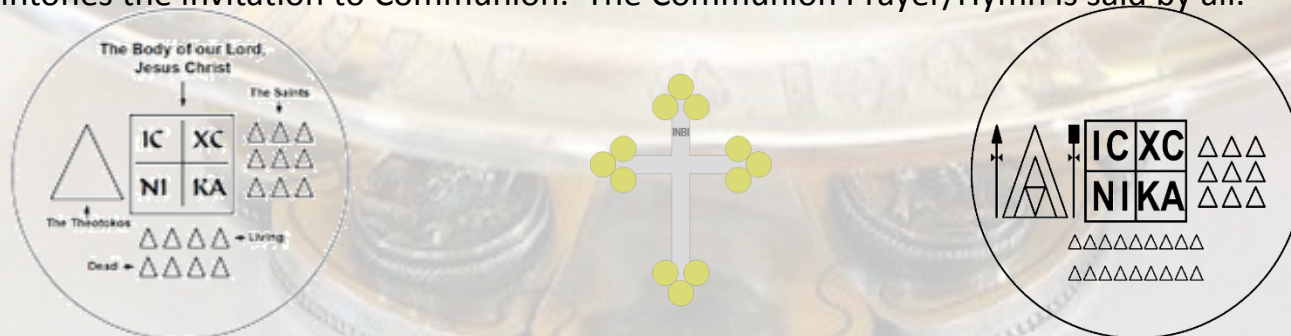 intones the Invitation to Communion. The Communion Prayer/Hymn is said by all.
The Body of our Lord,
Jesus Christ
The Saints
IC XC
NI KA
The Theotokos
Living
Dead
INBI
IC XC
NI KA